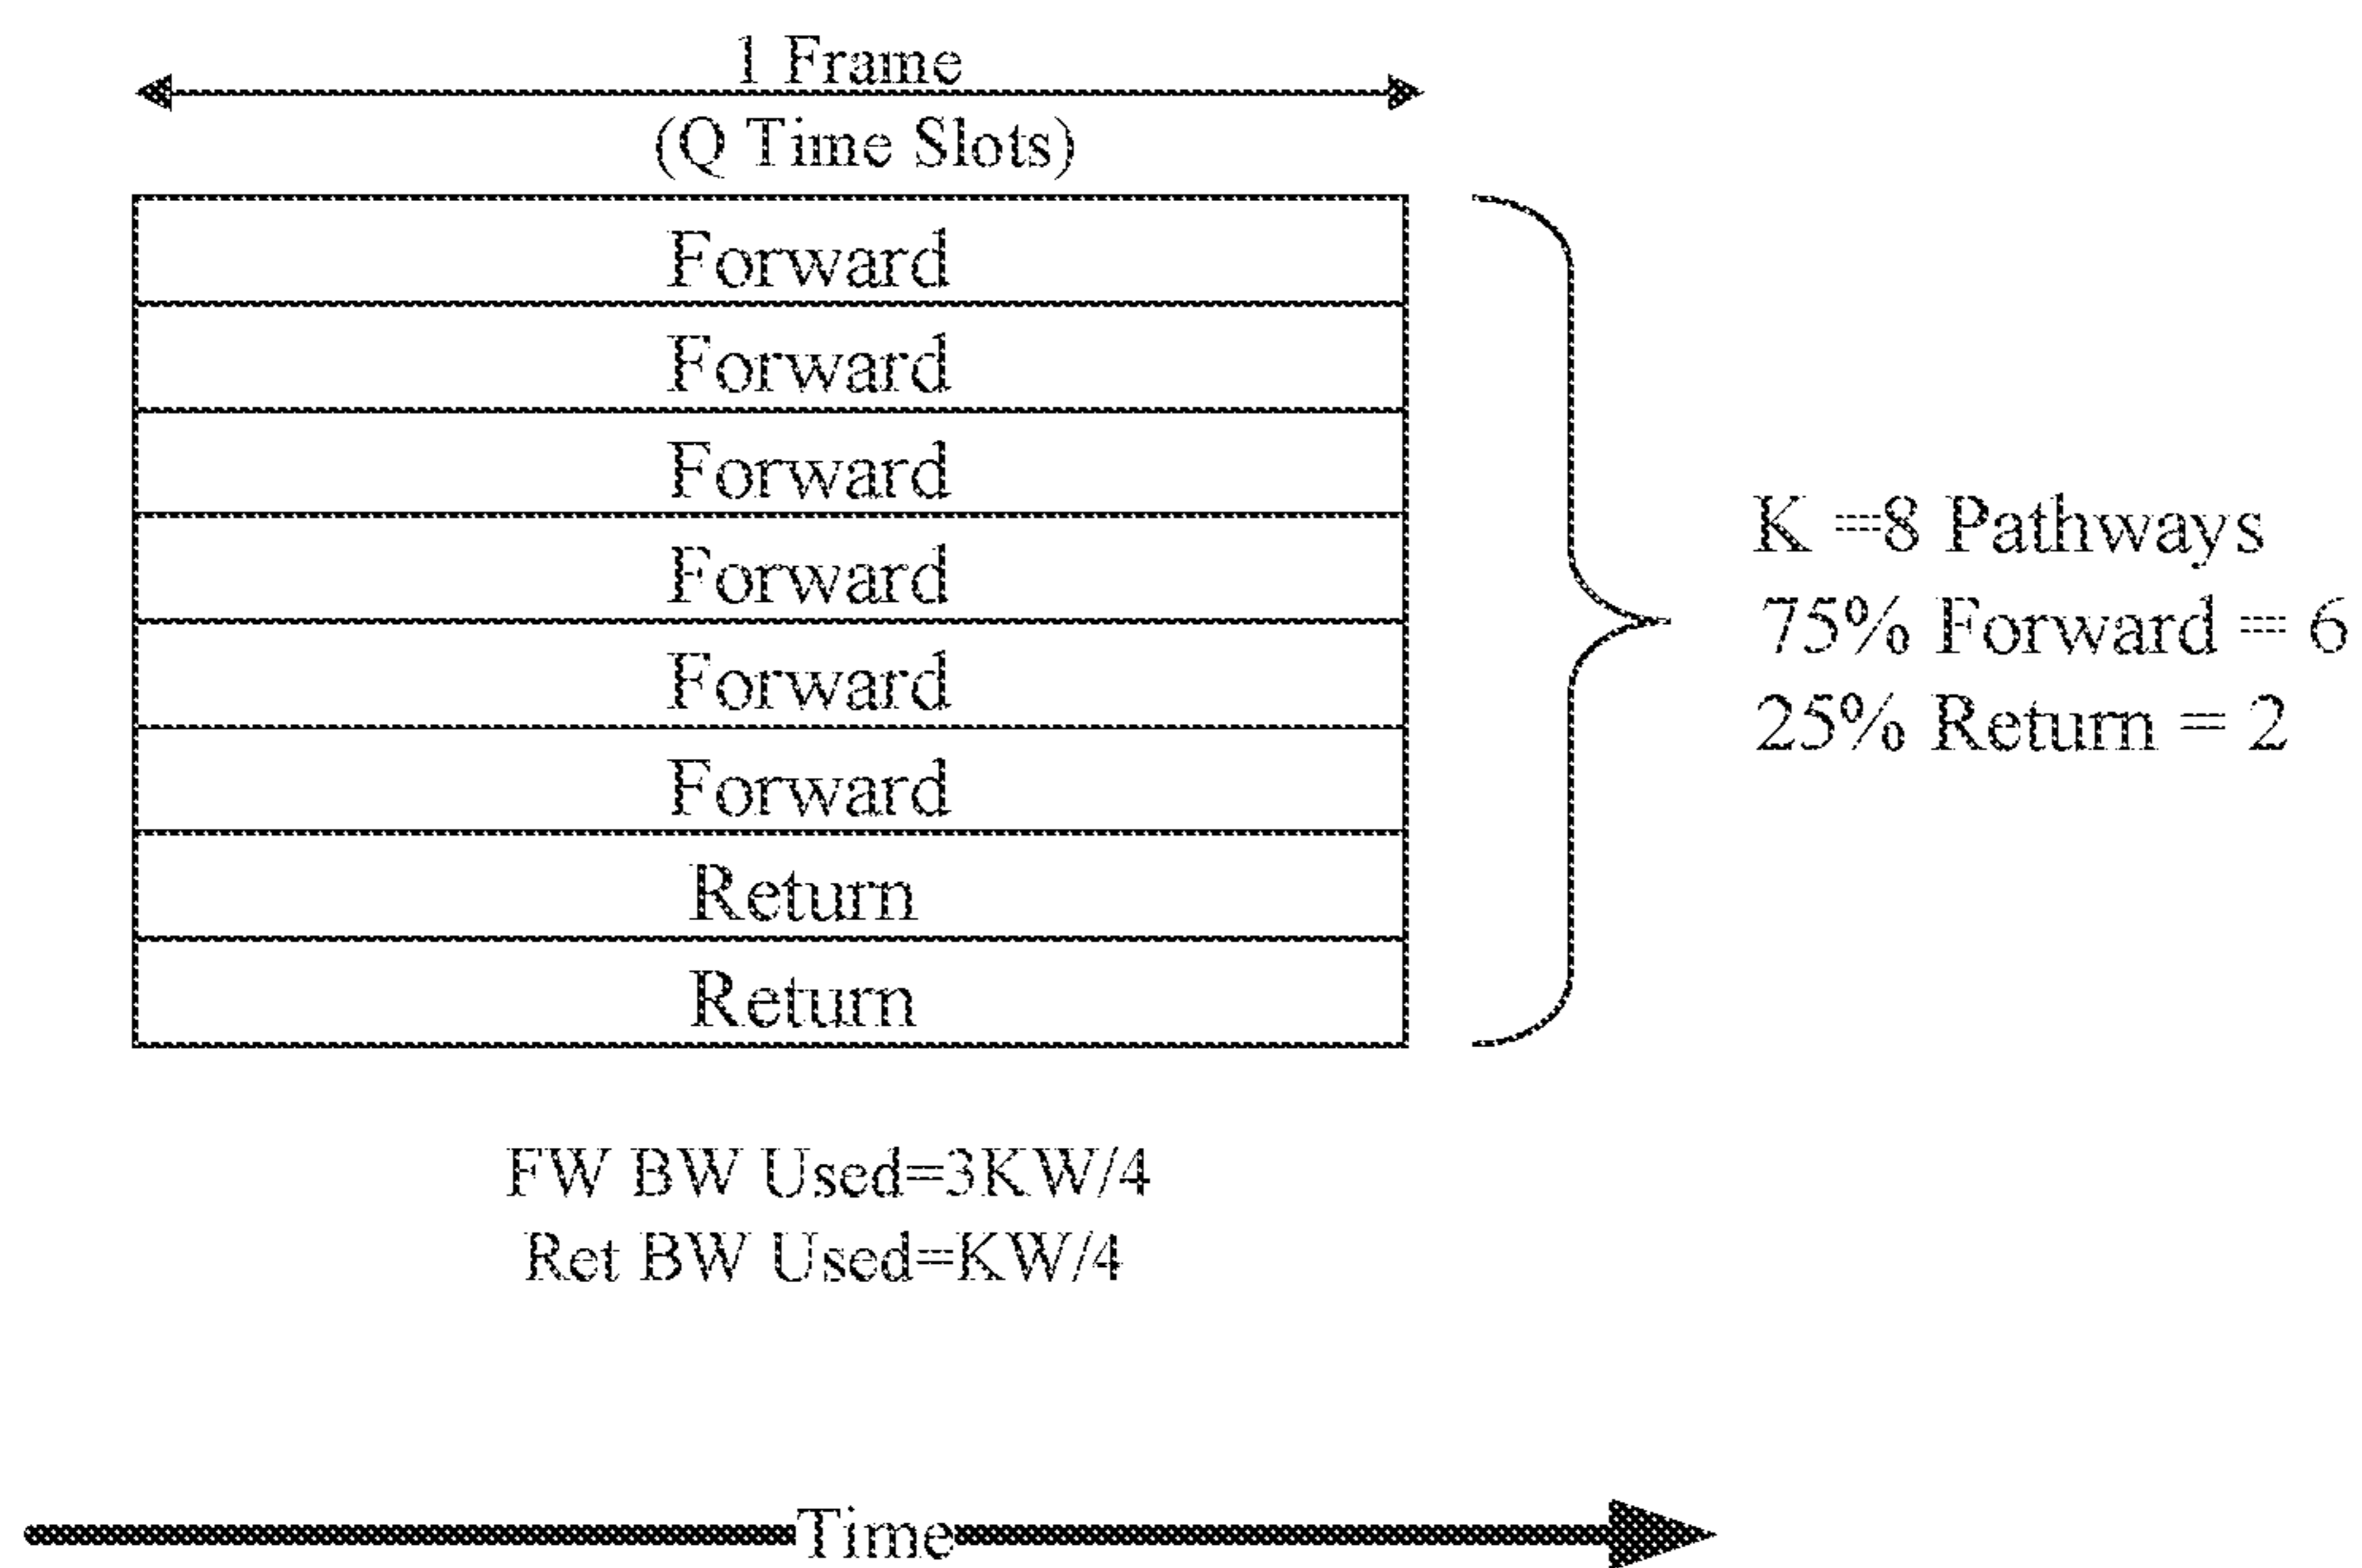 1 Frame
(Q Time Slots)
Forward
Forward
Forward
Forward
Forward
Forward
Return
Return
K =8 Pathways
75% Forward = 6
25% Return = 2
FW BW Used=3KW/4
Ret BW Used=KW/4
Time